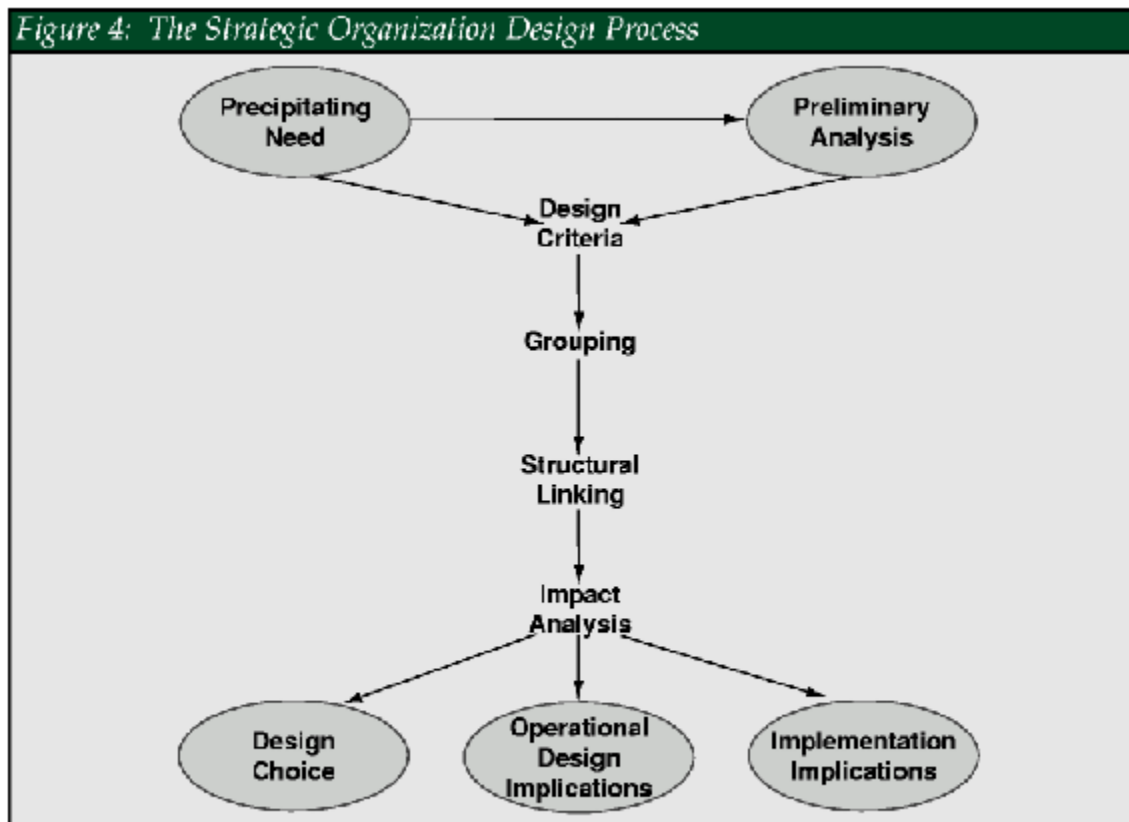 Figure 4: The Strategic Organization Design Process
Precipitating
Need
Preliminary
Analysis
Design
Criteria
Grouping
Structural
Linking
Impact
Analysis
Design
Choice
Operational
Design
Implications
Implementation
Implications